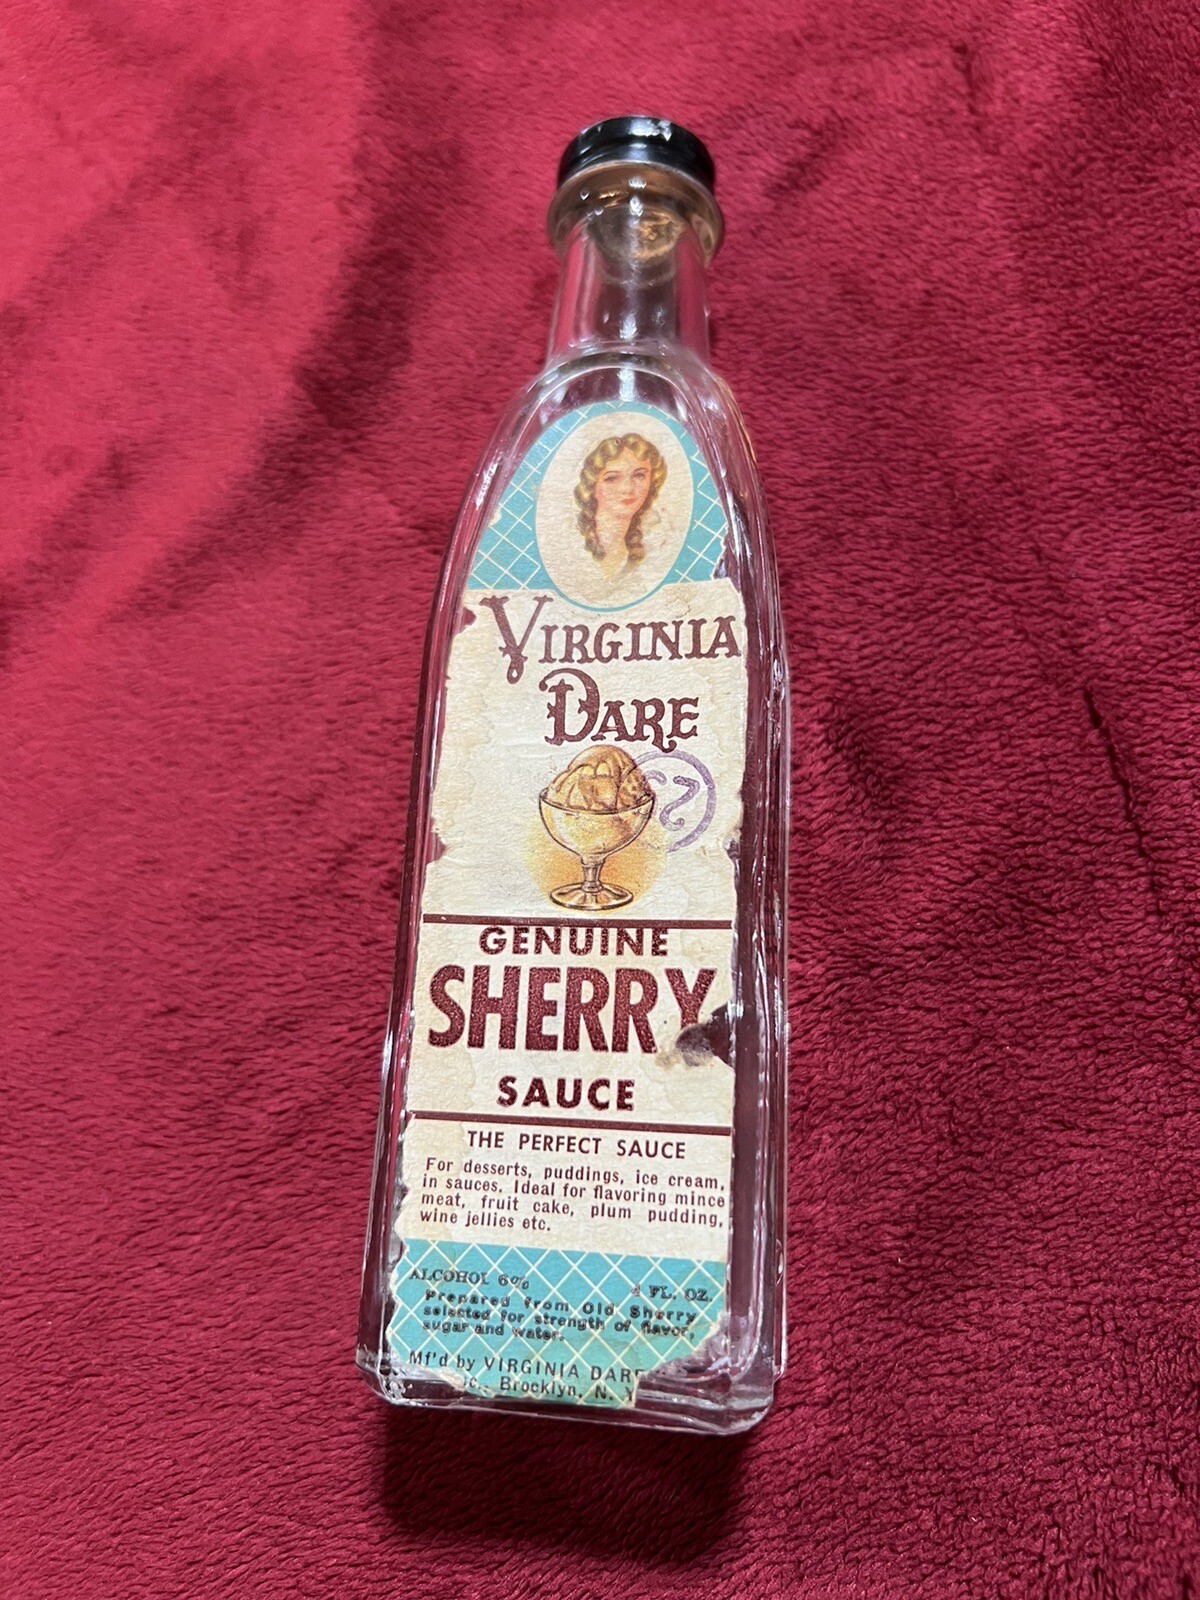 VIRGINIA
DARE
GENUINE
SHERRY
SAUCE
THE PERFECT SAUCE
For desserts, puddings, ice cream,
in sauces. Ideal for flavoring mince
meat, fruit cake, plum pudding,
wine jellies etc.
ALCOHOL 6% FL. OZ.
Prepared from Old Sherry
selected for strength of flavor,
sugar and water.
Mf'd by VIRGINIA DARE
Brooklyn, N. Y